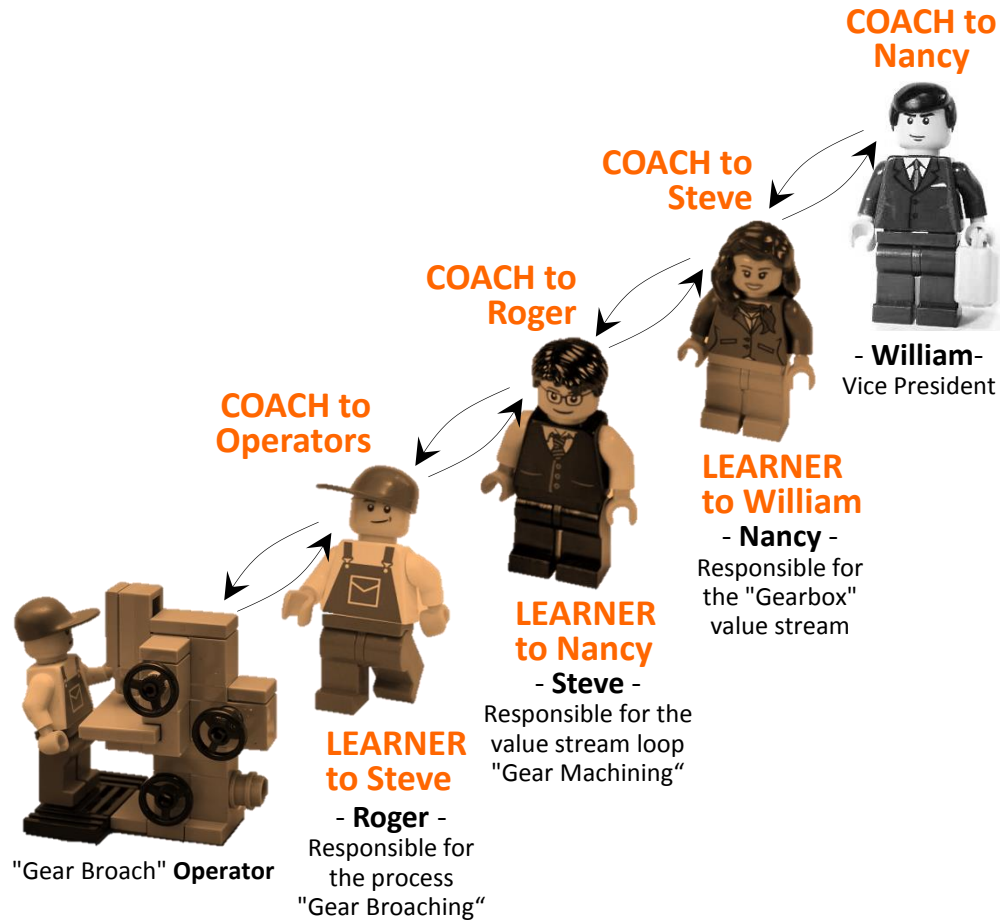 COACH to
Nancy
- William-
Vice President
COACH to
Steve
LEARNER
to William
- Nancy -
Responsible for
the "Gearbox"
value stream
COACH to
Roger
LEARNER
to Nancy
- Steve -
Responsible for the
value stream loop
"Gear Machining“
COACH to
Operators
LEARNER
to Steve
- Roger -
Responsible for
the process
"Gear Broaching“
"Gear Broach" Operator